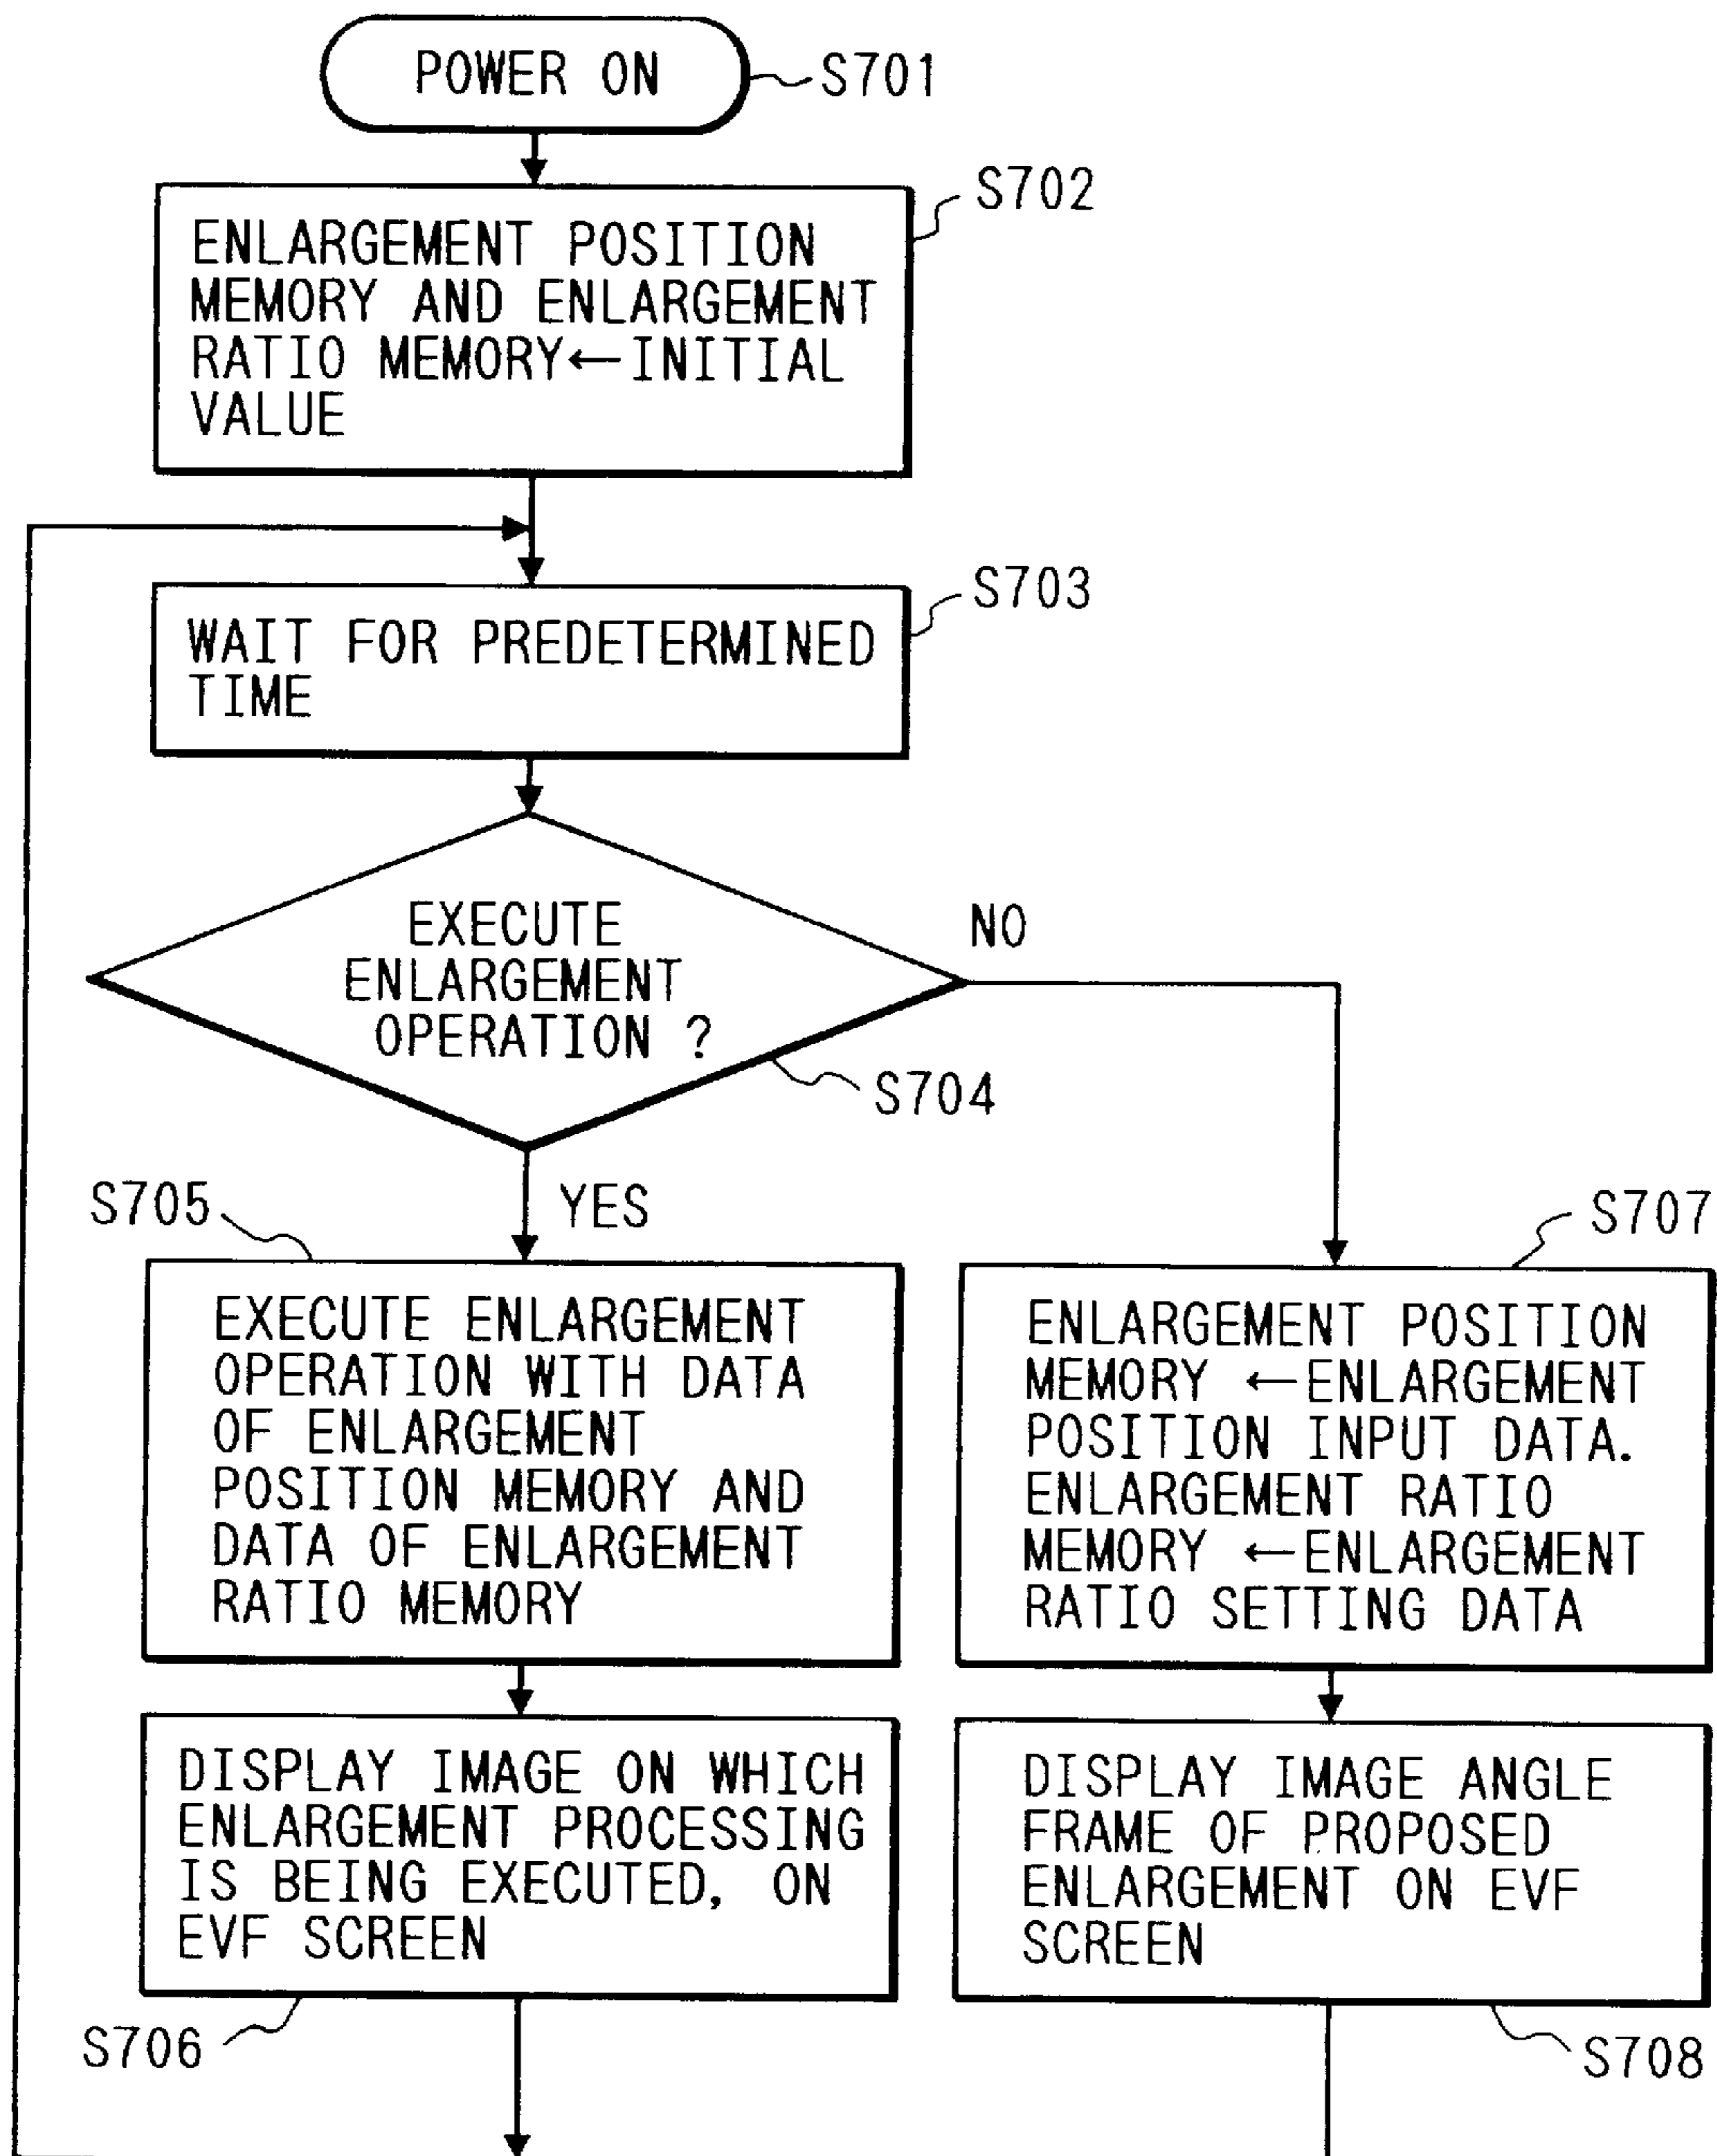 POWER ON
S701
S702
ENLARGEMENT POSITION
MEMORY AND ENLARGEMENT
RATIO MEMORY←INITIAL
VALUE
S703
WAIT FOR PREDETERMINED
TIME
EXECUTE
ENLARGEMENT
OPERATION ?
NO
S704
YES
S705
EXECUTE ENLARGEMENT
OPERATION WITH DATA
OF ENLARGEMENT
POSITION MEMORY AND
DATA OF ENLARGEMENT
RATIO MEMORY
S707
ENLARGEMENT POSITION
MEMORY ←ENLARGEMENT
POSITION INPUT DATA.
ENLARGEMENT RATIO
MEMORY ←ENLARGEMENT
RATIO SETTING DATA
DISPLAY IMAGE ON WHICH
ENLARGEMENT PROCESSING
IS BEING EXECUTED, ON
EVF SCREEN
S706
DISPLAY IMAGE ANGLE
FRAME OF PROPOSED
ENLARGEMENT ON EVF
SCREEN
S708